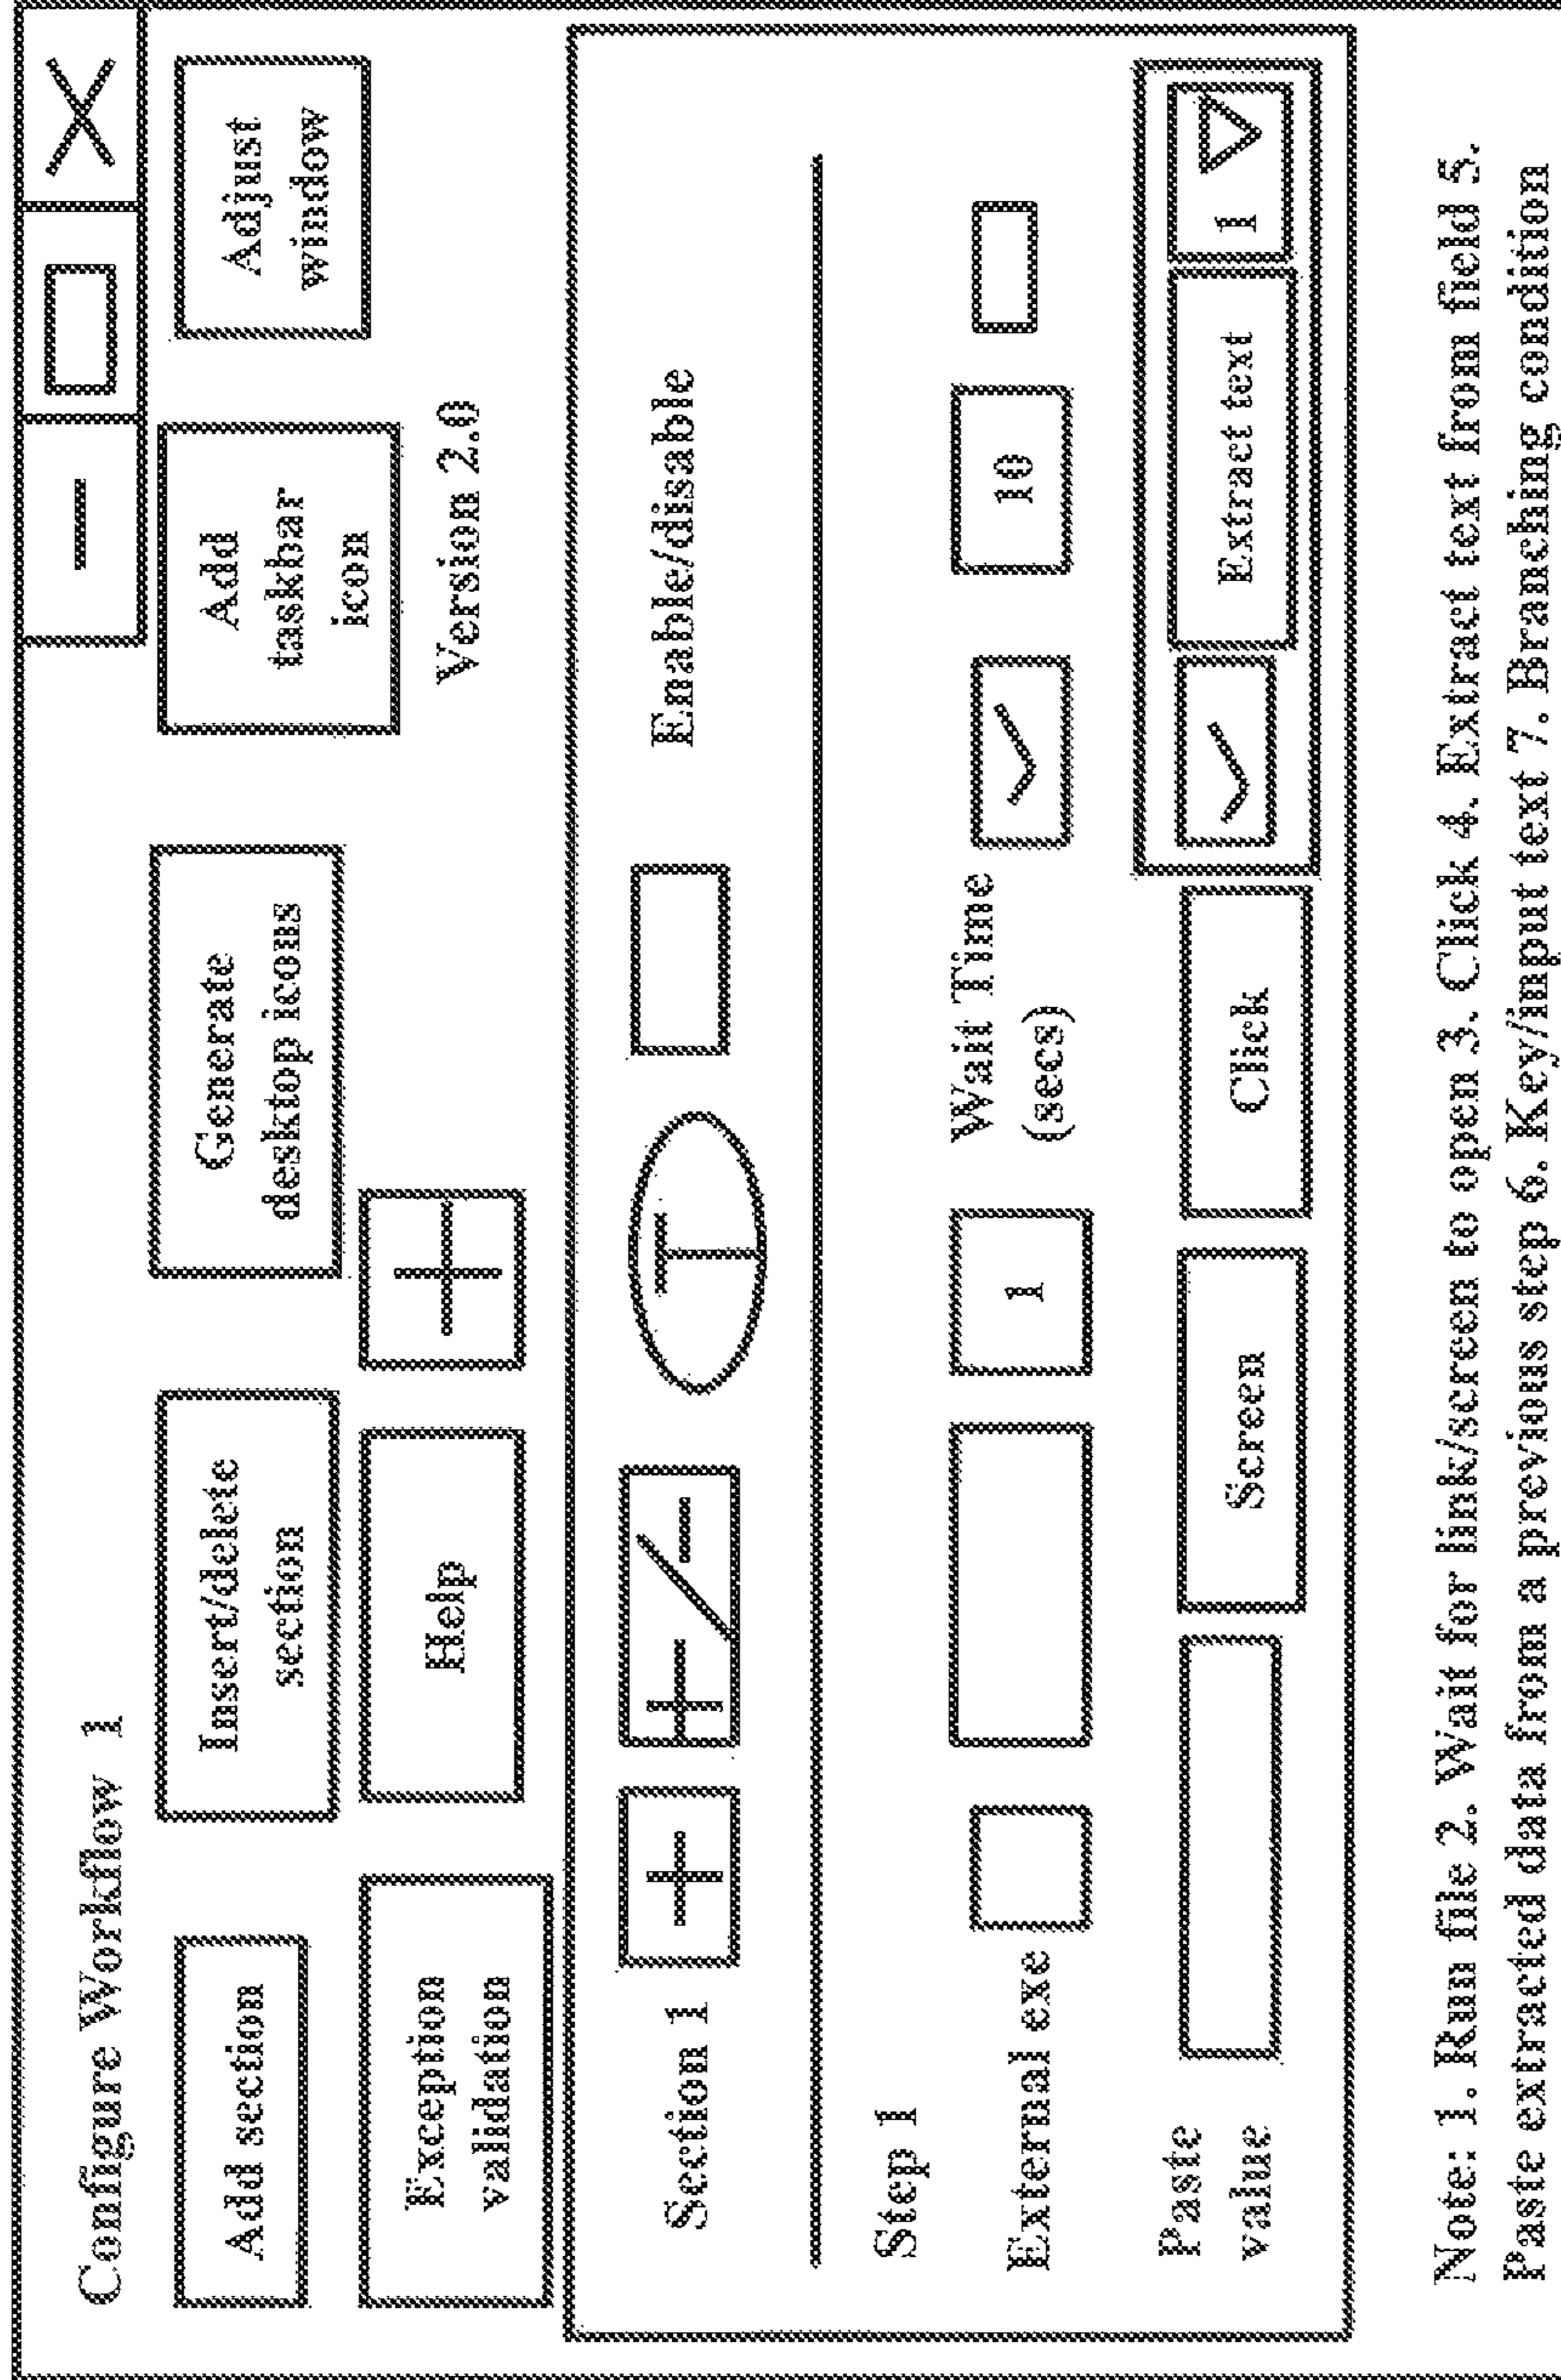 Configure Workflow 1
Add section
Insert/delete
section
Generate
desktop icons
Add
taskbar
icon
Adjust
window
Exception
validation
Help
Version 2.0
Section 1
T
Enable/disable
Step 1
External exe
1
Wait Time
(secs)
10
Paste
value
Screen
Click
Extract text
1
Note: 1. Run file 2. Wait for link/screen to open 3. Click 4. Extract text from field 5.
Paste extracted data from a previous step 6. Key/input text 7. Branching condition